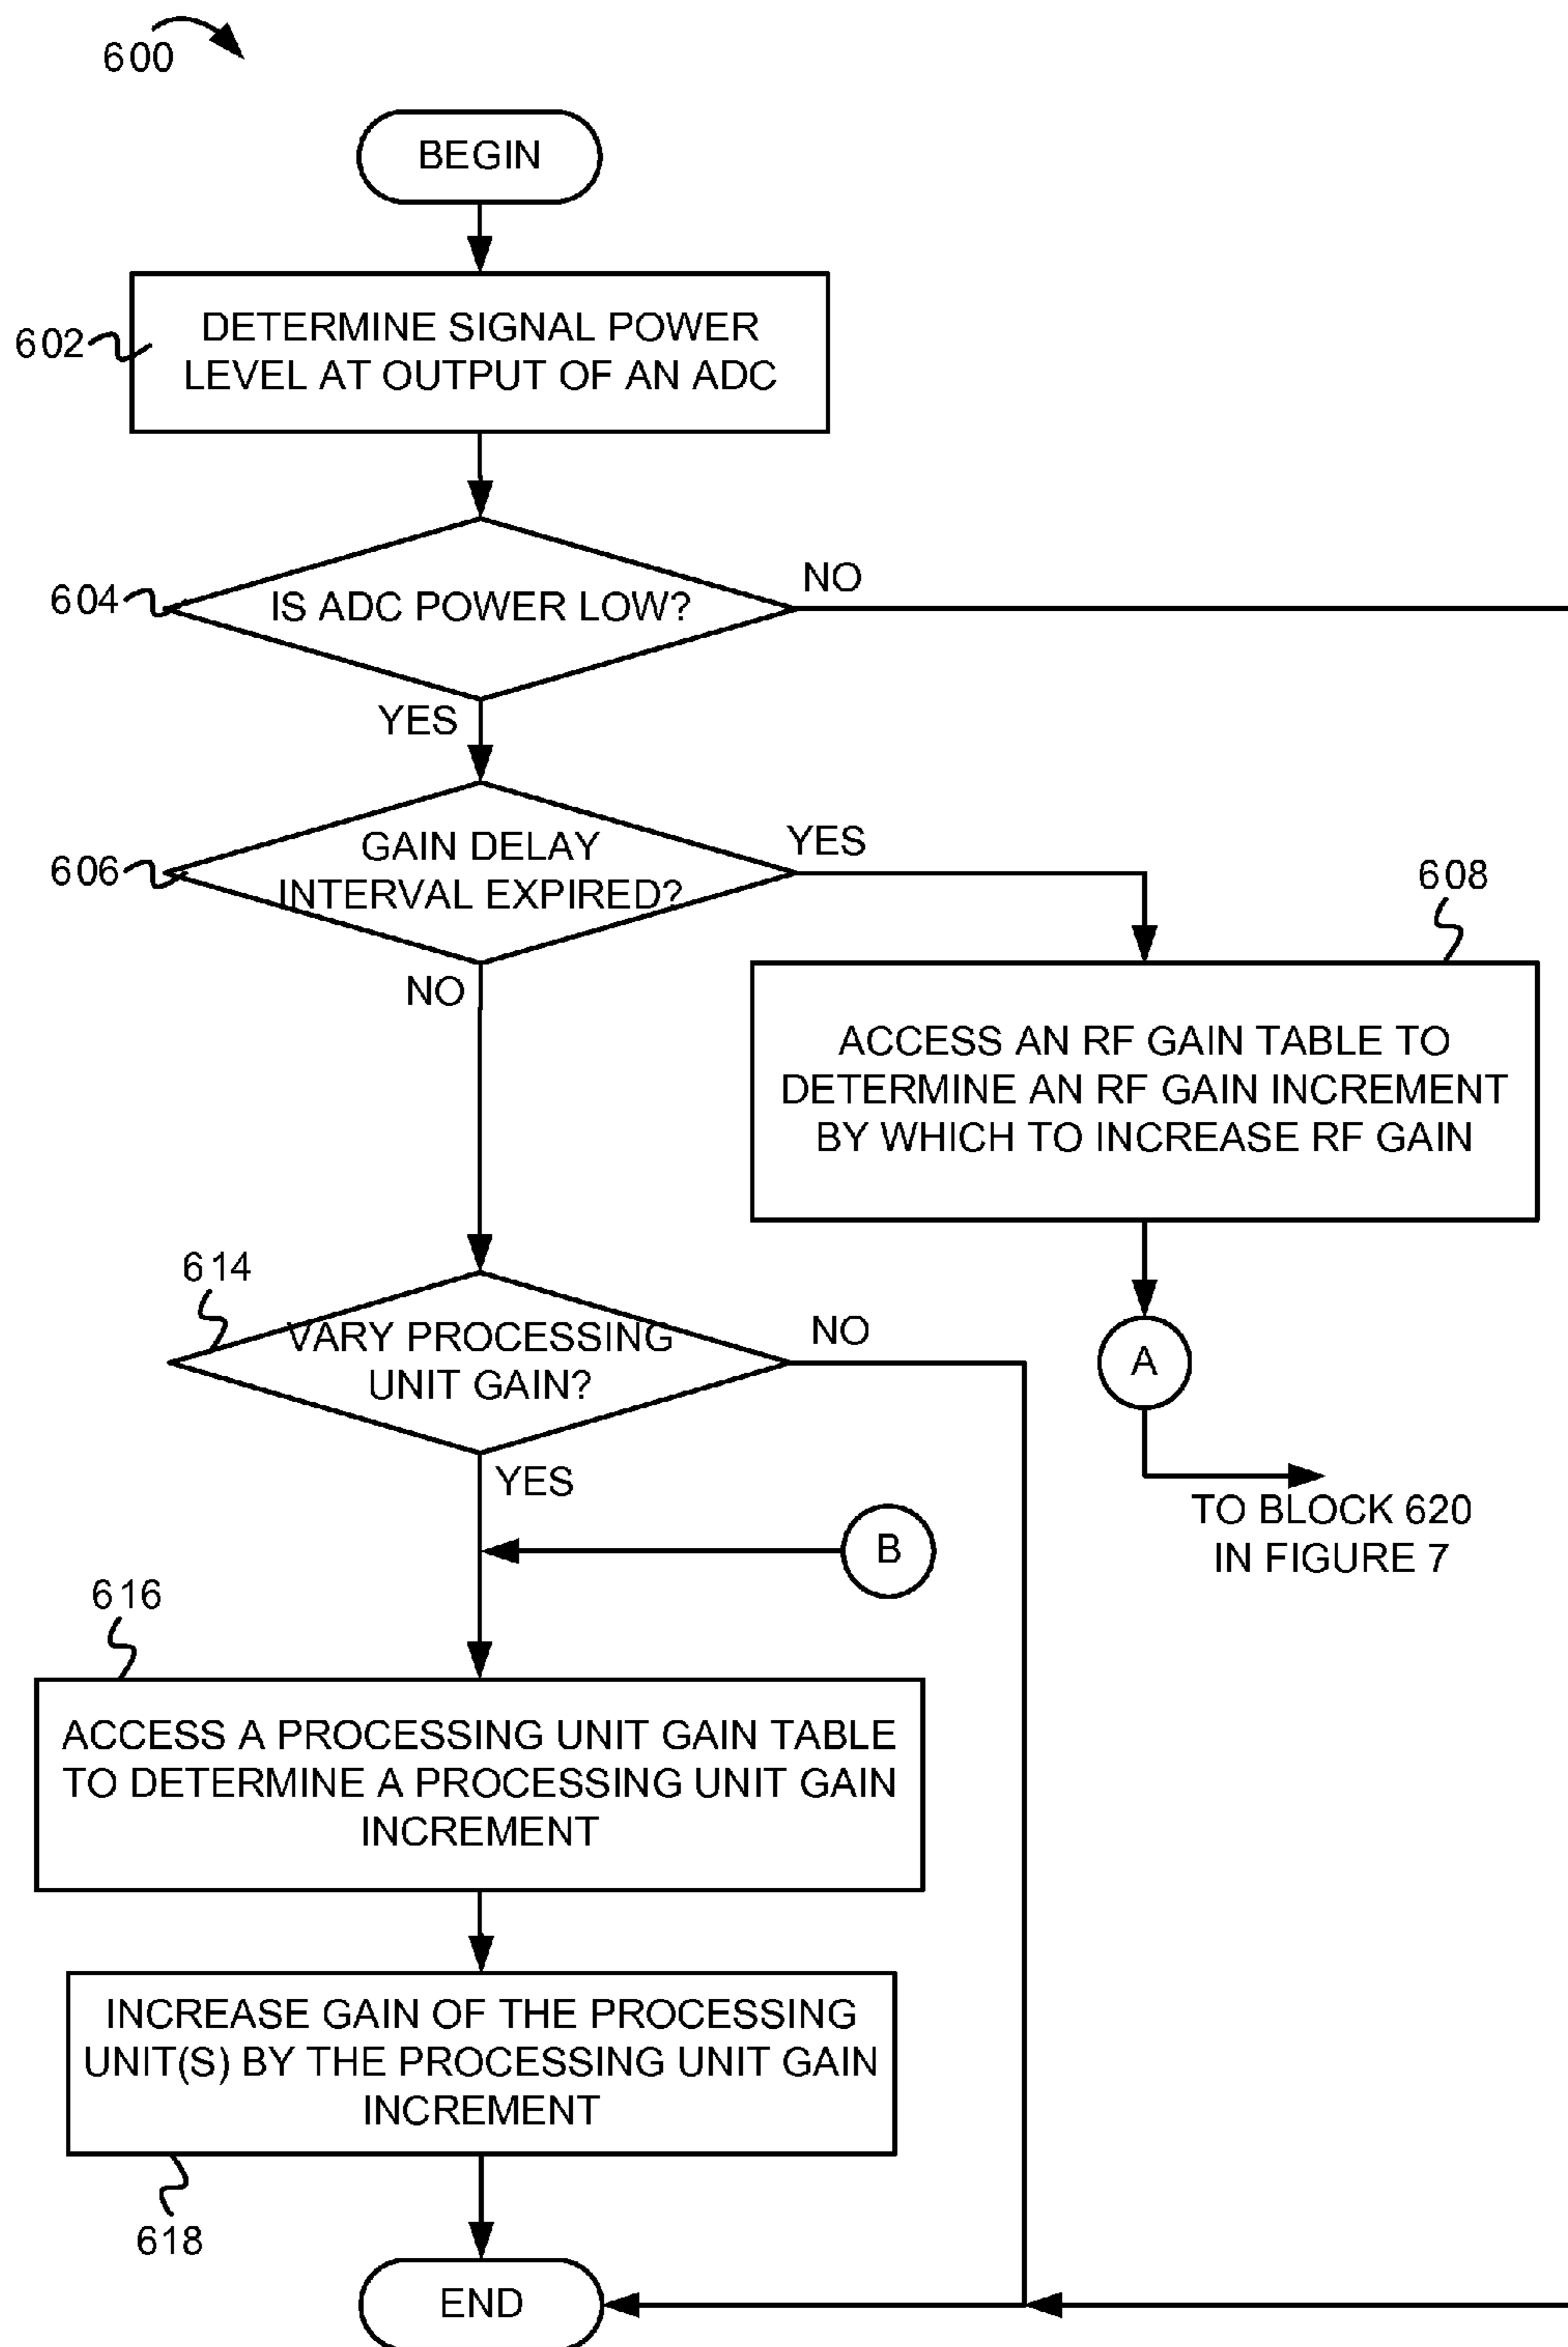 600
BEGIN
602
DETERMINE SIGNAL POWER
LEVEL AT OUTPUT OF AN ADC
604
IS ADC POWER LOW?
NO
YES
606
GAIN DELAY
INTERVAL EXPIRED?
YES
NO
608
ACCESS AN RF GAIN TABLE TO
DETERMINE AN RF GAIN INCREMENT
BY WHICH TO INCREASE RF GAIN
614
VARY PROCESSING
UNIT GAIN?
NO
YES
A
TO BLOCK 620
IN FIGURE 7
B
616
ACCESS A PROCESSING UNIT GAIN TABLE
TO DETERMINE A PROCESSING UNIT GAIN
INCREMENT
INCREASE GAIN OF THE PROCESSING
UNIT(S) BY THE PROCESSING UNIT GAIN
INCREMENT
618
END